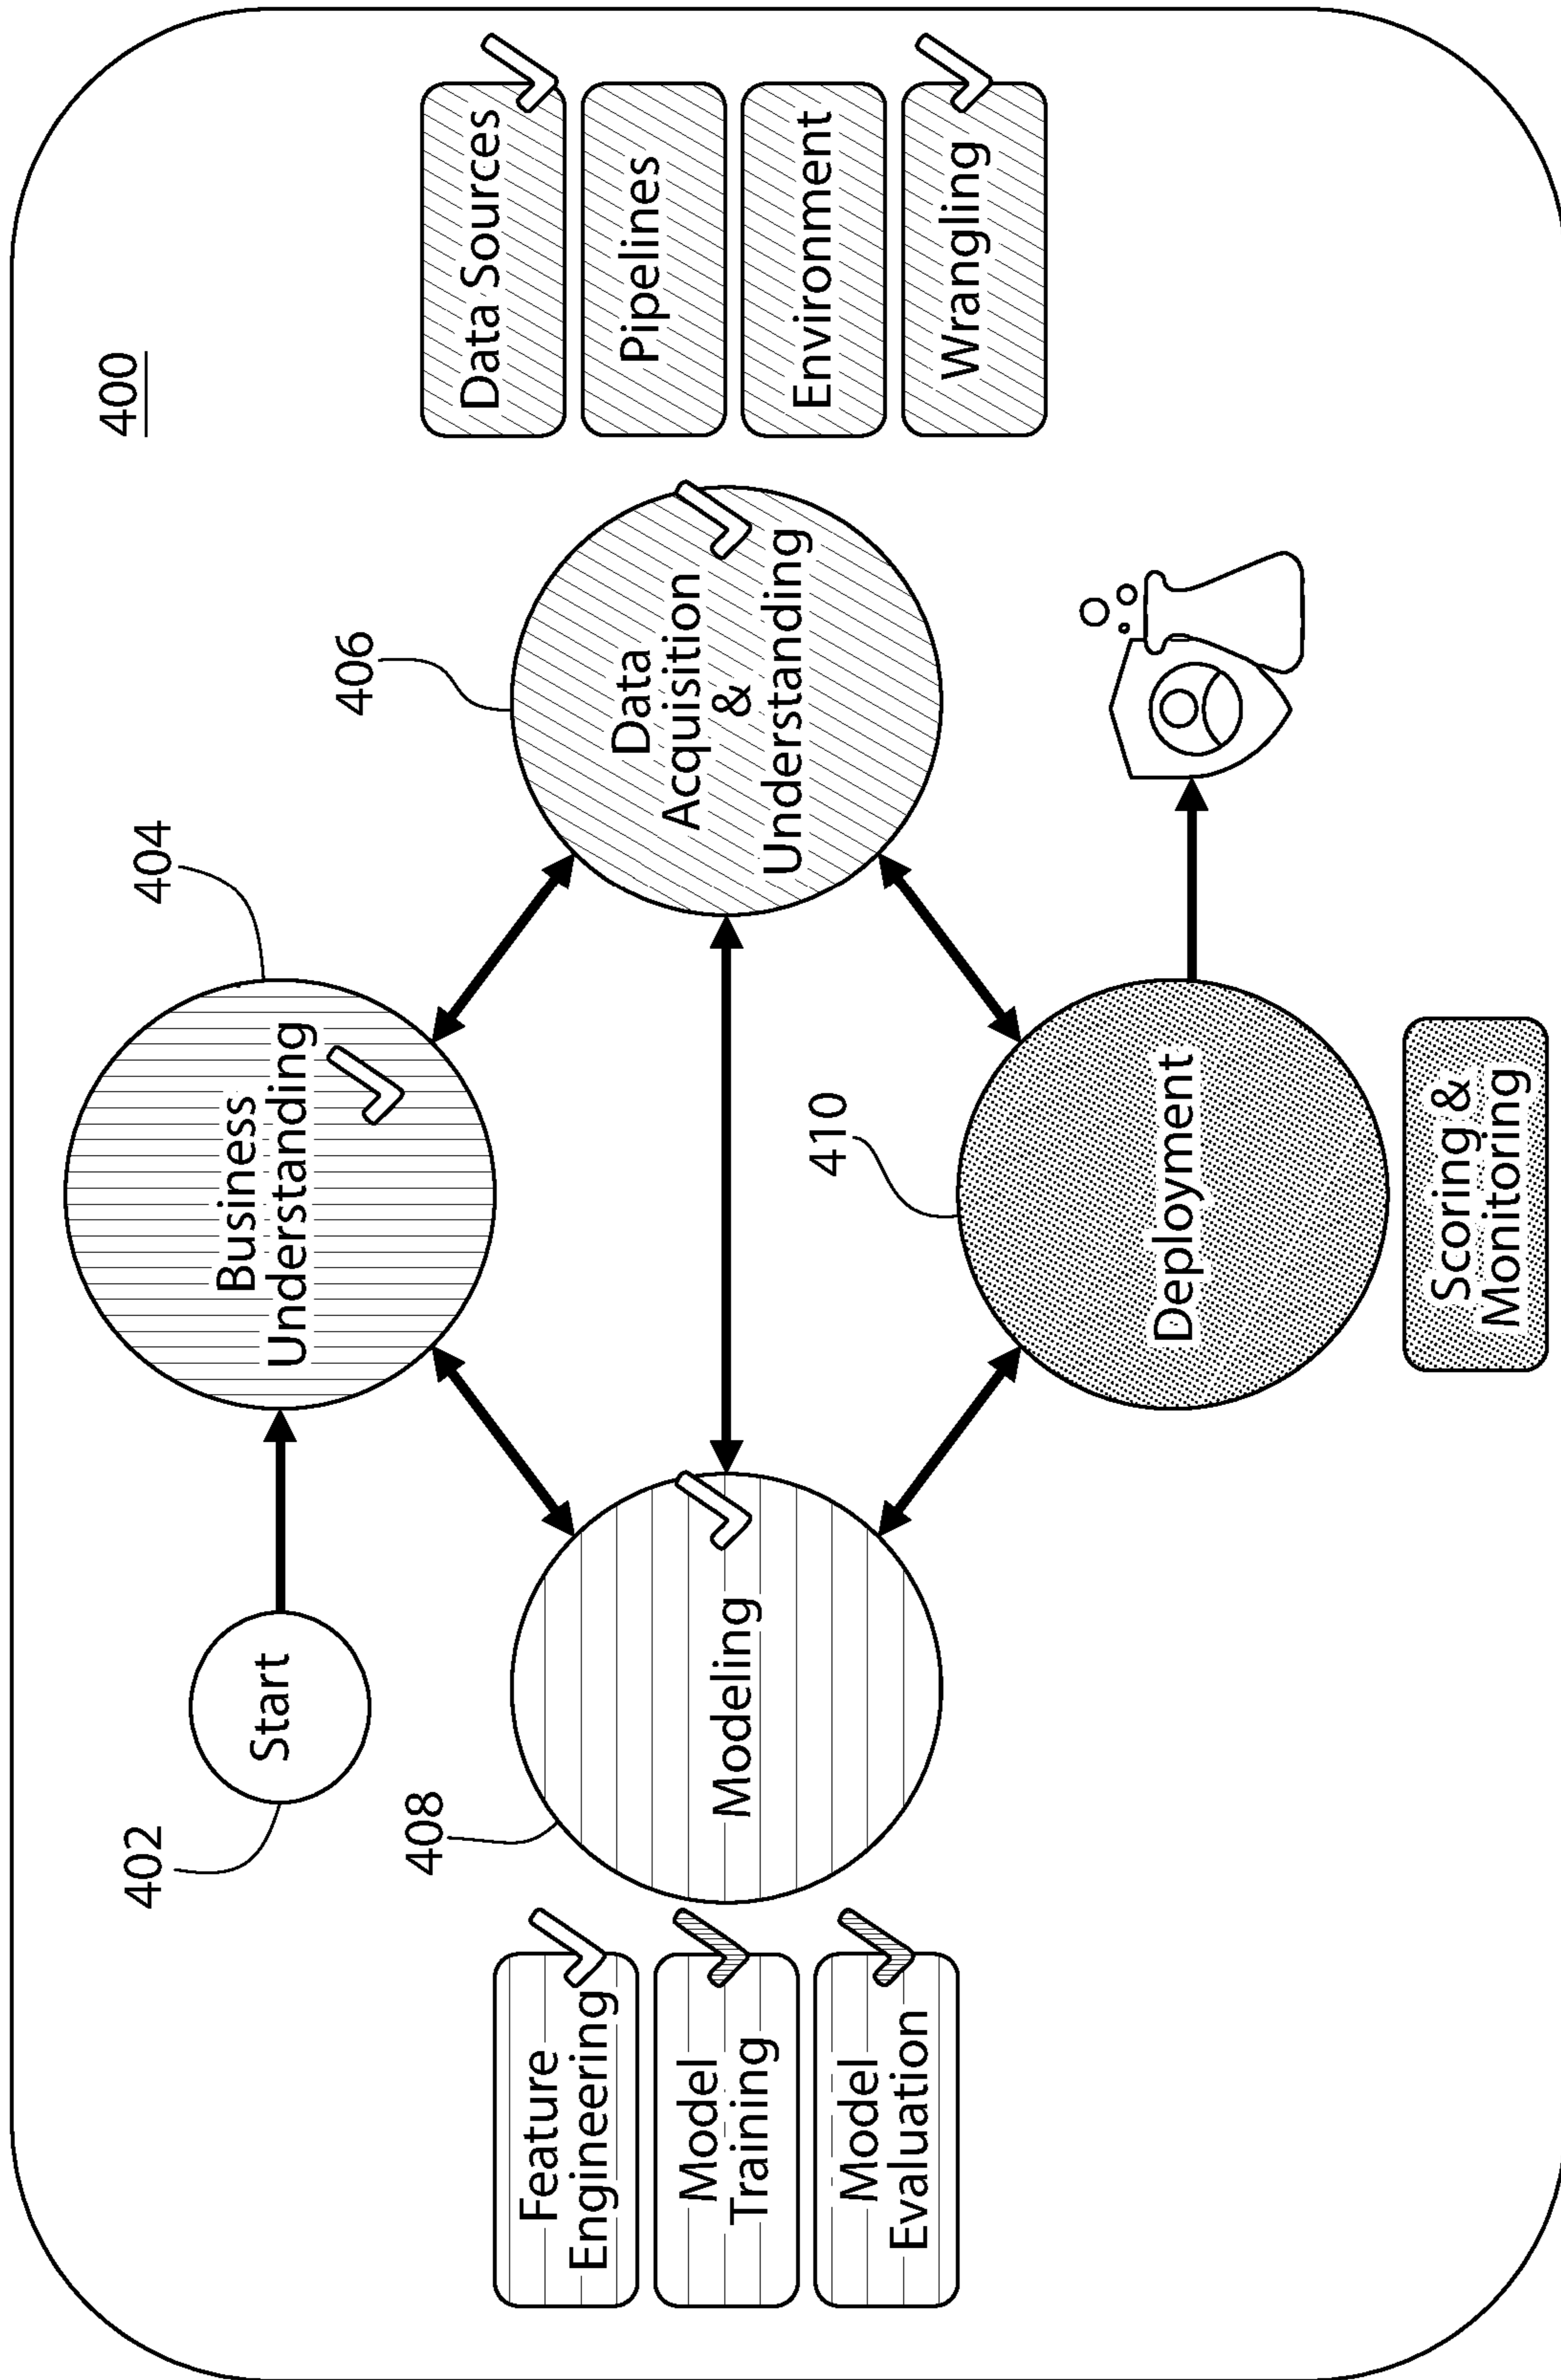 400
402
Start
404
Business
Understanding
406
Data
Acquisition
&
Understanding
Data Sources
Pipelines
Environment
Wrangling
408
Modeling
Feature
Engineering
Model
Training
Model
Evaluation
410
Deployment
Scoring &
Monitoring